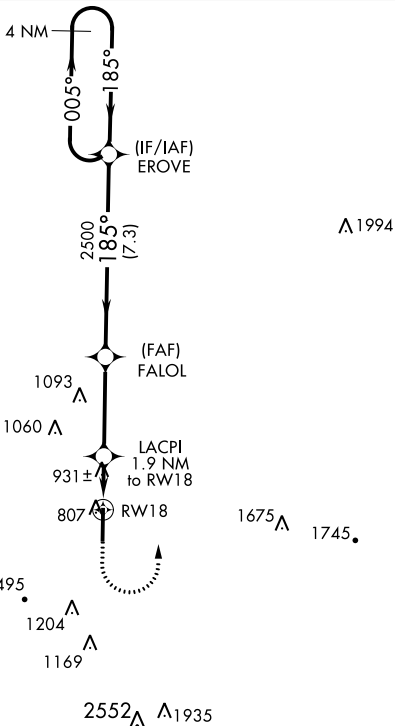 4 NM
005°
185°
(IF/IAF)
EROVE
2500
185°
(7.3)
1994
(FAF)
FALOL
1093
1060
LACPI
1.9 NM
to RW18
931±
807
RW18
1675
1745
495
1204
1169
2552
1935